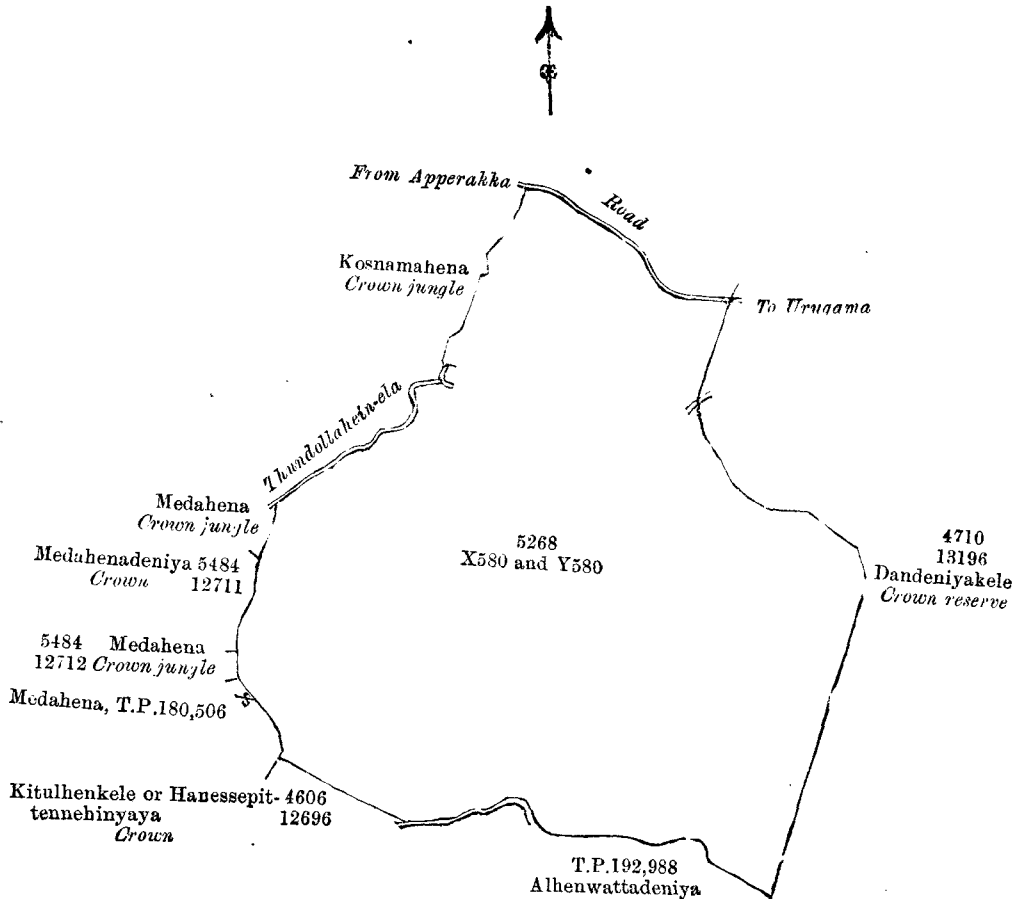 From Apperakka
Road
Kosnamahena
Crown jungle
To Urugama
Thundollahein-ela
Medahena
Crown jungle
Medahenadeniya 5484
Crown 12711
5268
X580 and Y580
4710
13196
Dandeniyakele
Crown reserve
5484 Medahena
12712 Crown jungle
Medahena, T.P.180,506
Kitulhenkele or Hanessepit- 4606
tennehinyaya 12696
Crown
T.P.192,988
Alhenwattadeniya